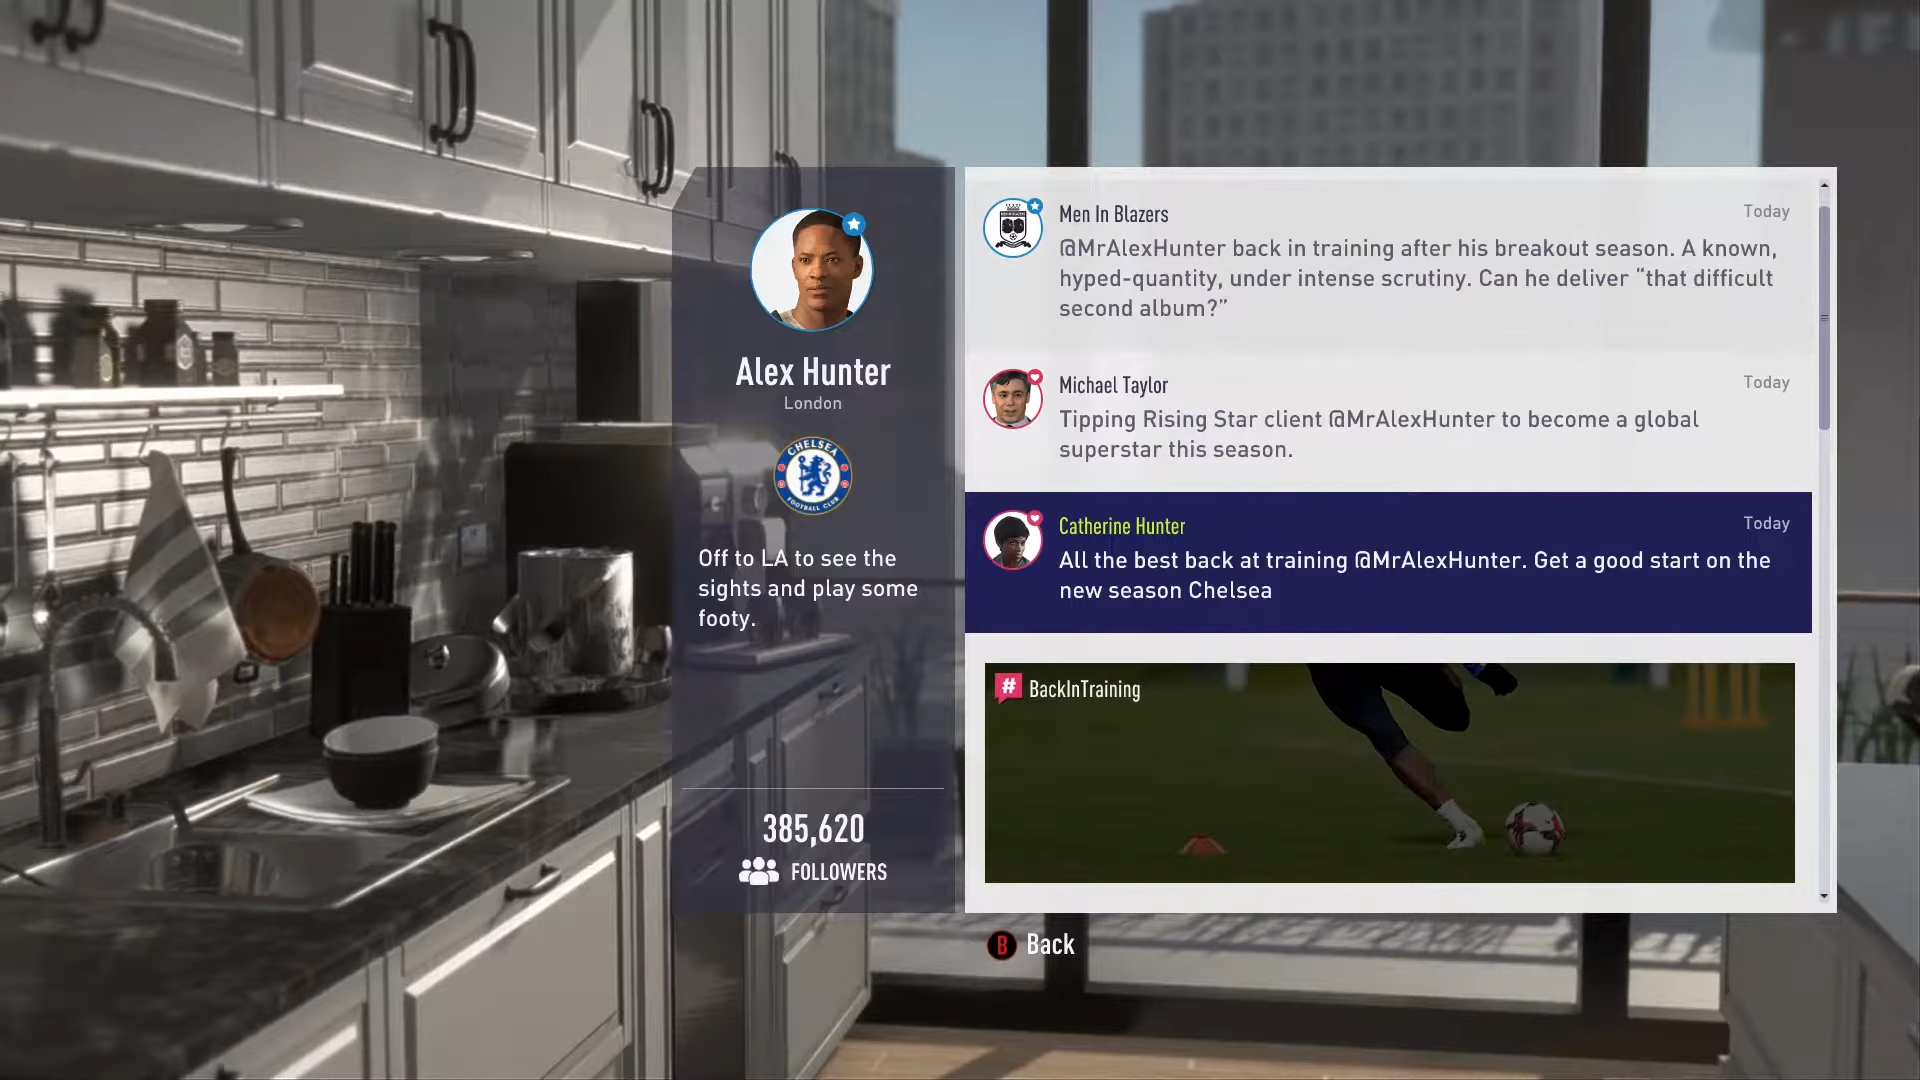 Alex Hunter
London
CHELSEA
FOOTBALL CLUB
Off to LA to see the
sights and play some
footy.
385,620
FOLLOWERS
Men In Blazers
Today
@MrAlexHunter back in training after his breakout season. A known,
hyped-quantity, under intense scrutiny. Can he deliver “that difficult
second album?”
Michael Taylor
Today
Tipping Rising Star client @MrAlexHunter to become a global
superstar this season.
Catherine Hunter
Today
All the best back at training @MrAlexHunter. Get a good start on the
new season Chelsea
# BackInTraining
B Back